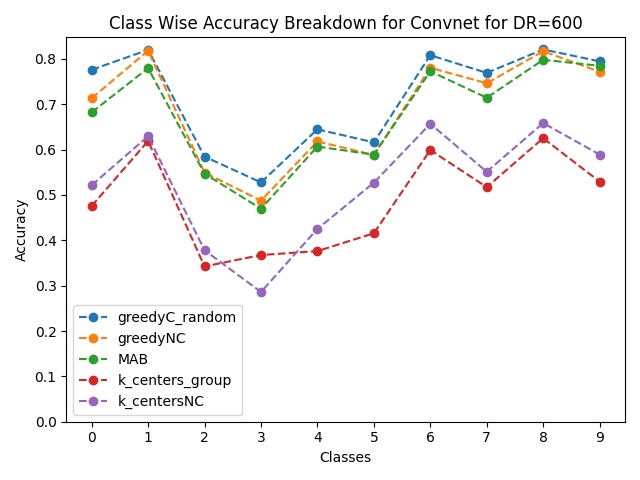 Class Wise Accuracy Breakdown for Convnet for DR=600
Accuracy
0.8
0.7
0.6
0.5
0.4
0.3
0.2
0.1
0.0
greedyC_random
greedyNC
MAB
k_centers_group
k_centersNC
0 1 2 3 4 5 6 7 8 9
Classes